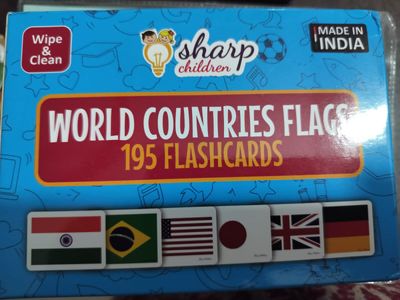 Wipe
&
Clean
sharp
children
MADE IN
INDIA
WORLD COUNTRIES FLAGS
195 FLASHCARDS